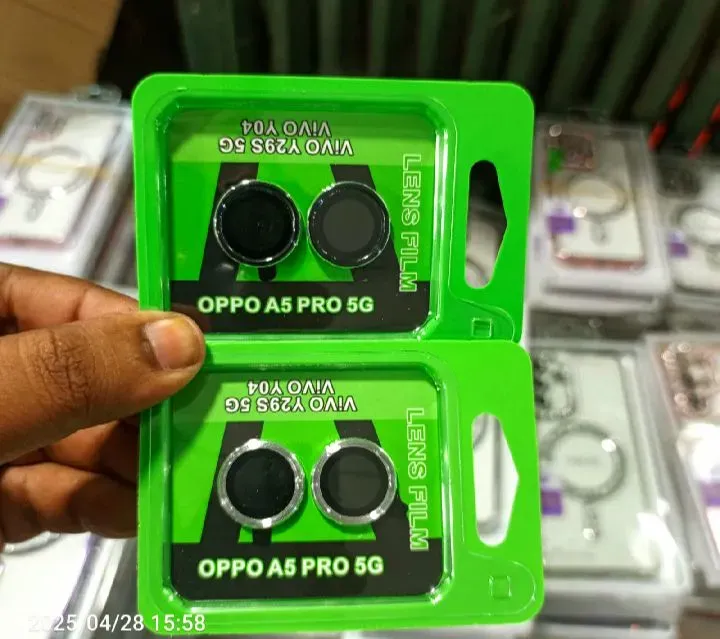 ViVO Y04
ViVO Y29S 5G
LENS FILM
OPPO A5 PRO 5G
ViVO Y04
ViVO Y29S 5G
LENS FILM
OPPO A5 PRO 5G
2025/04/28 15:58